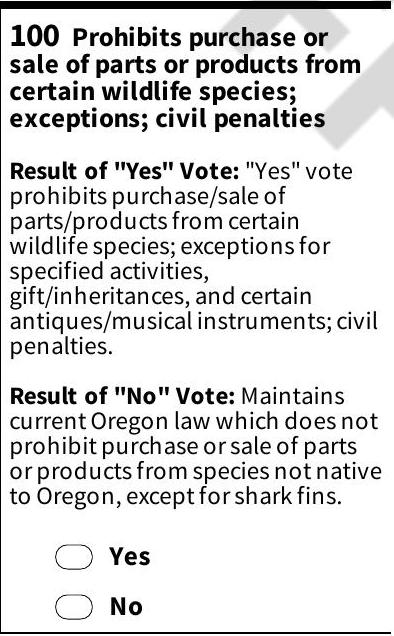 100 Prohibits purchase or
sale of parts or products from
certain wildlife species;
exceptions; civil penalties
Result of "Yes" Vote: "Yes" vote
prohibits purchase/sale of
parts/products from certain
wildlife species; exceptions for
specified activities,
gift/inheritances, and certain
antiques/musical instruments; civil
penalties.
Result of "No" Vote: Maintains
current Oregon law which does not
prohibit purchase or sale of parts
or products from species not native
to Oregon, except for shark fins.
Yes
No